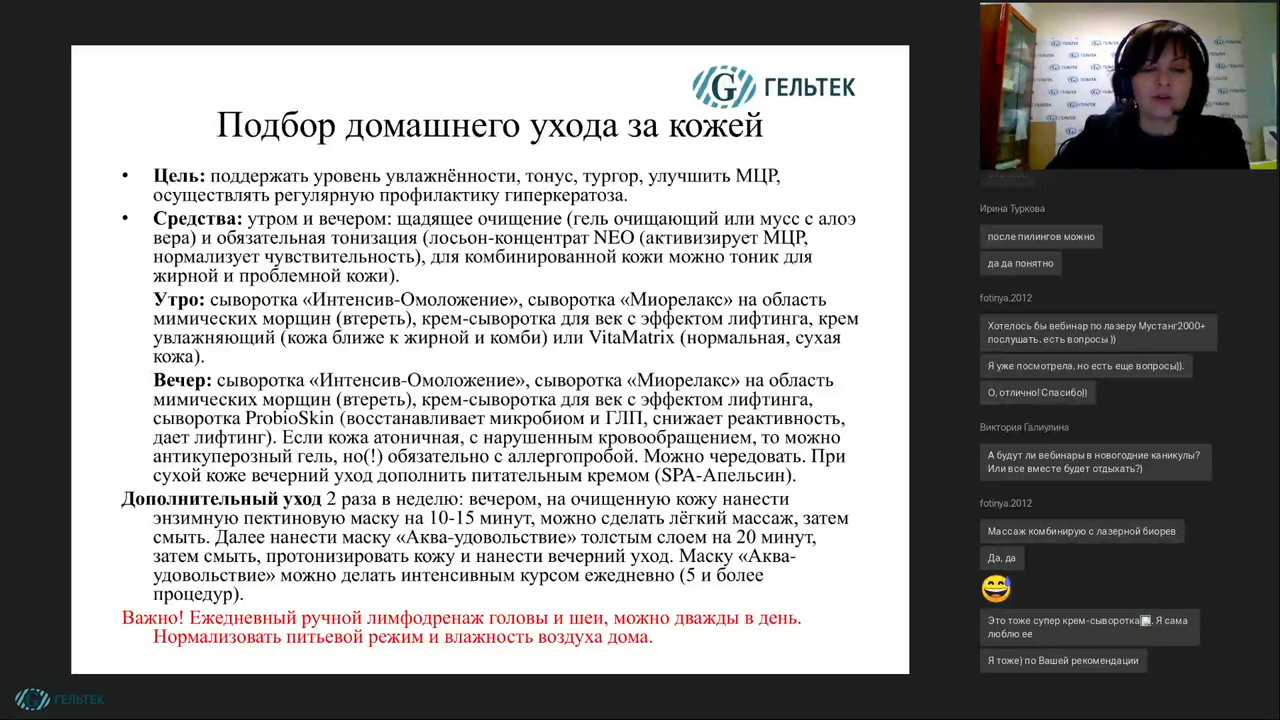 ГЕЛЬТЕК
Подбор домашнего ухода за кожей
• Цель: поддержать уровень увлажнённости, тонус, тургор, улучшить МЦР,
осуществлять регулярную профилактику гиперкератоза.
• Средства: утром и вечером: щадящее очищение (гель очищающий или мусс с алоэ
вера) и обязательная тонизация (лосьон-концентрат NEO (активизирует МЦР,
нормализует чувствительность), для комбинированной кожи можно тоник для
жирной и проблемной кожи).
Утро: сыворотка «Интенсив-Омоложение», сыворотка «Миорелакс» на область
мимических морщин (втереть), крем-сыворотка для век с эффектом лифтинга, крем
увлажняющий (кожа ближе к жирной и комби) или VitaMatrix (нормальная, сухая
кожа).
Вечер: сыворотка «Интенсив-Омоложение», сыворотка «Миорелакс» на область
мимических морщин (втереть), крем-сыворотка для век с эффектом лифтинга,
сыворотка ProbioSkin (восстанавливает микробиом и ГЛП, снижает реактивность,
дает лифтинг). Если кожа атоничная, с нарушенным кровообращением, то можно
антикуперозный гель, но(!) обязательно с аллергопробой. Можно чередовать. При
сухой коже вечерний уход дополнить питательным кремом (SPA-Апельсин).
Дополнительный уход 2 раза в неделю: вечером, на очищенную кожу нанести
энзимную пектиновую маску на 10-15 минут, можно сделать лёгкий массаж, затем
смыть. Далее нанести маску «Аква-удовольствие» толстым слоем на 20 минут,
затем смыть, протонизировать кожу и нанести вечерний уход. Маску «Аква-
удовольствие» можно делать интенсивным курсом ежедневно (5 и более
процедур).
Важно! Ежедневный ручной лимфодренаж головы и шеи, можно дважды в день.
Нормализовать питьевой режим и влажность воздуха дома.
ГЕЛЬТЕК
Ирина Туркова
после пилингов можно
да да понятно
fotinya.2012
Хотелось бы вебинар по лазеру Мустанг2000+
послушать. есть вопросы ))
Я уже посмотрела. но есть еще вопросы)).
О, отлично! Спасибо))
Виктория Галиулина
А будут ли вебинары в новогодние каникулы?
Или все вместе будет отдыхать?)
fotinya.2012
Массаж комбинирую с лазерной биорев
Да, да
Это тоже супер крем-сыворотка. Я сама
люблю ее
Я тоже) по Вашей рекомендации